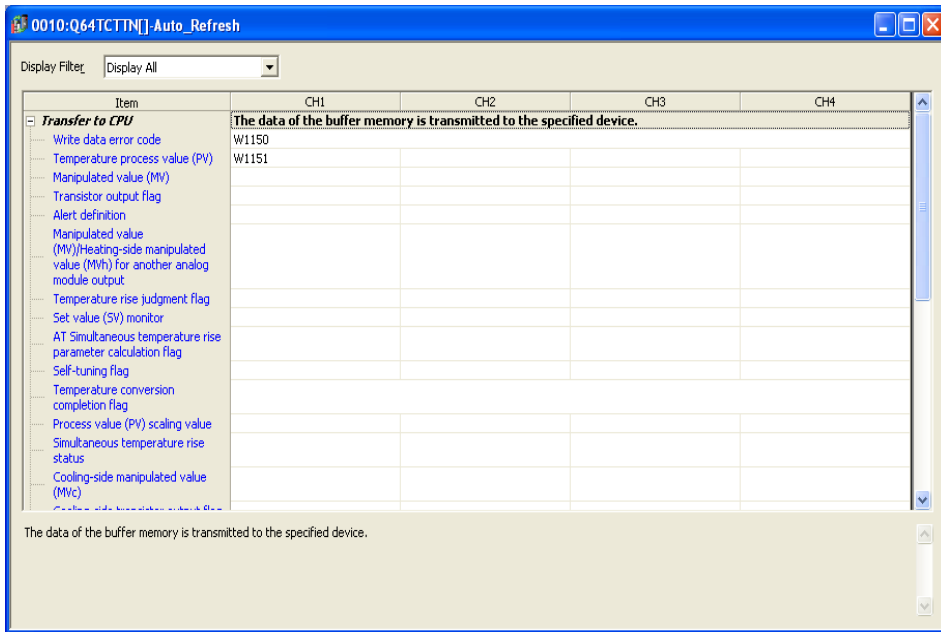 0010:Q64TCTTN[]-Auto_Refresh
Display Filter Display All
Item CH1 CH2 CH3 CH4
Transfer to CPU The data of the buffer memory is transmitted to the specified device.
Write data error code W1150
Temperature process value (PV) W1151
Manipulated value (MV)
Transistor output flag
Alert definition
Manipulated value
(MV)/Heating-side manipulated
value (MVh) for another analog
module output
Temperature rise judgment flag
Set value (SV) monitor
AT Simultaneous temperature rise
parameter calculation flag
Self-tuning flag
Temperature conversion
completion flag
Process value (PV) scaling value
Simultaneous temperature rise
status
Cooling-side manipulated value
(MVc)
Cooling-side transistor output flag
The data of the buffer memory is transmitted to the specified device.